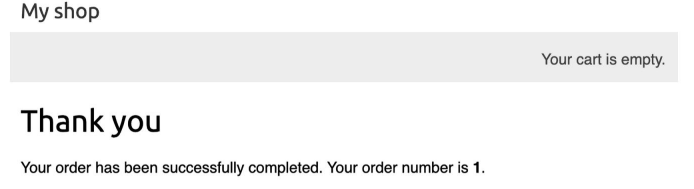 My shop
Your cart is empty.
Thank you
Your order has been successfully completed. Your order number is 1.